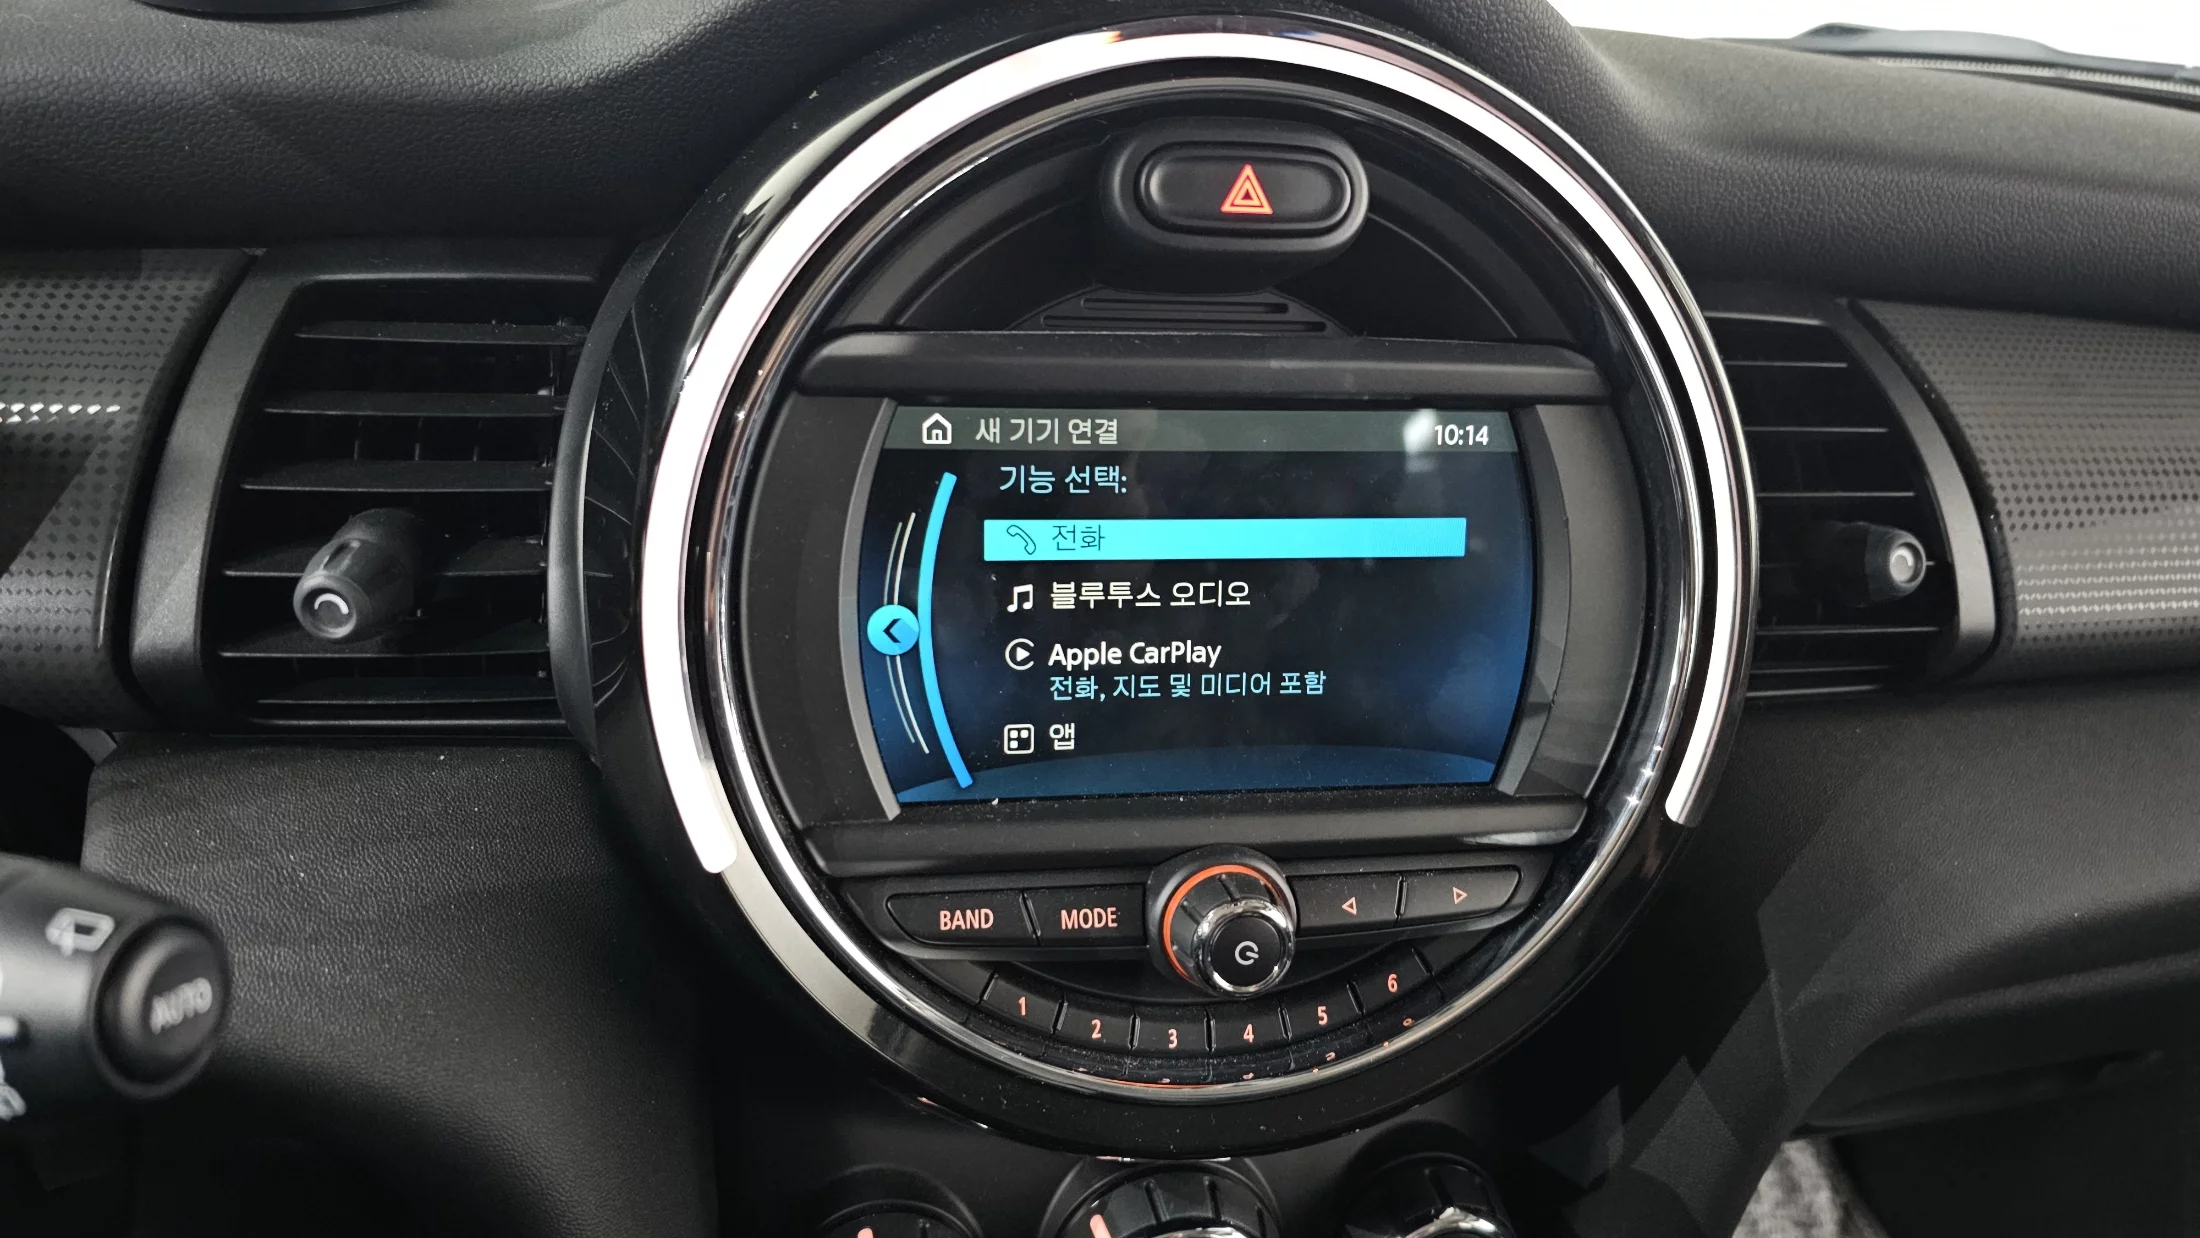 새 기기 연결
10:14
기능 선택:
전화
블루투스 오디오
Apple CarPlay
전화, 지도 및 미디어 포함
앱
BAND
MODE
1
2
3
4
5
6
AUTO